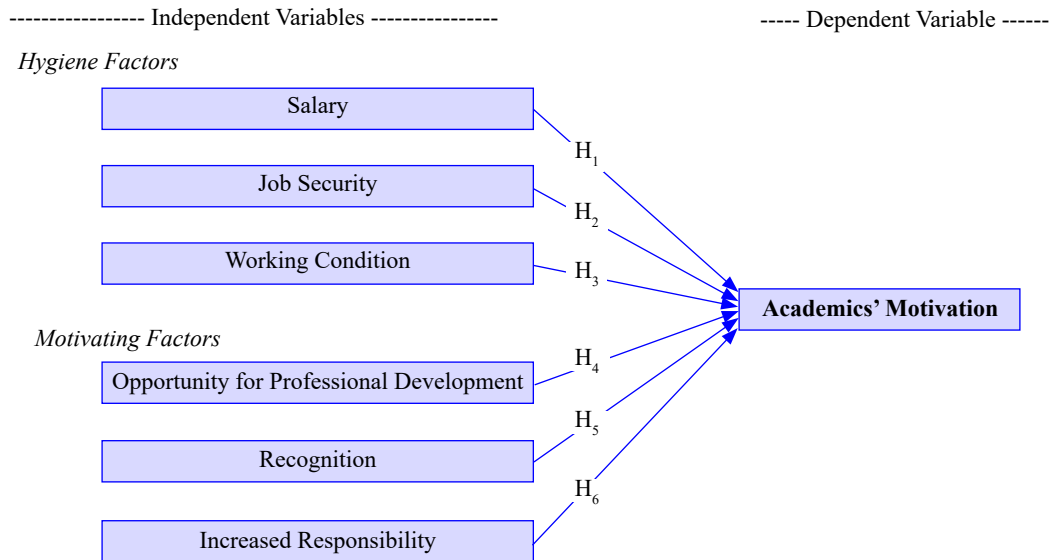 ----------------- Independent Variables ----------------
----- Dependent Variable ------
Hygiene Factors
Salary
H₁
Job Security
H₂
Working Condition
H₃
Academics’ Motivation
Motivating Factors
Opportunity for Professional Development
H₄
Recognition
H₅
Increased Responsibility
H₆